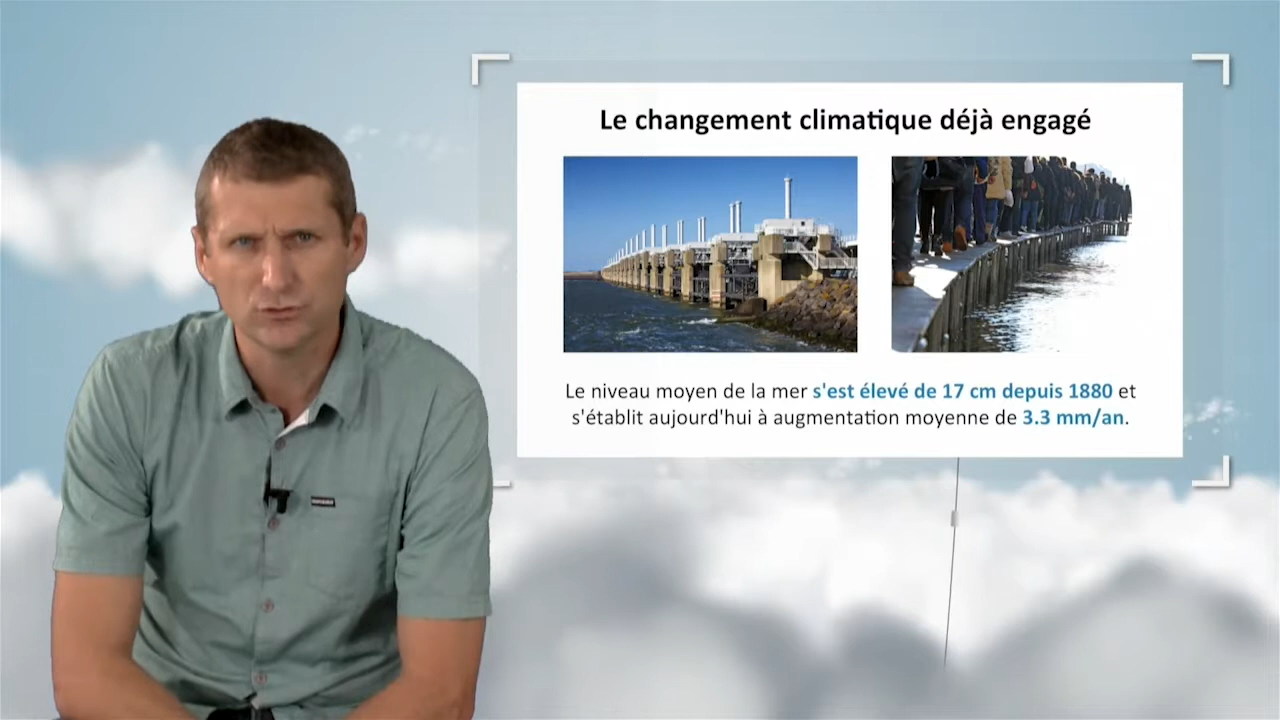 Le changement climatique déjà engagé
Le niveau moyen de la mer s'est élevé de 17 cm depuis 1880 et
s'établit aujourd'hui à augmentation moyenne de 3.3 mm/an.